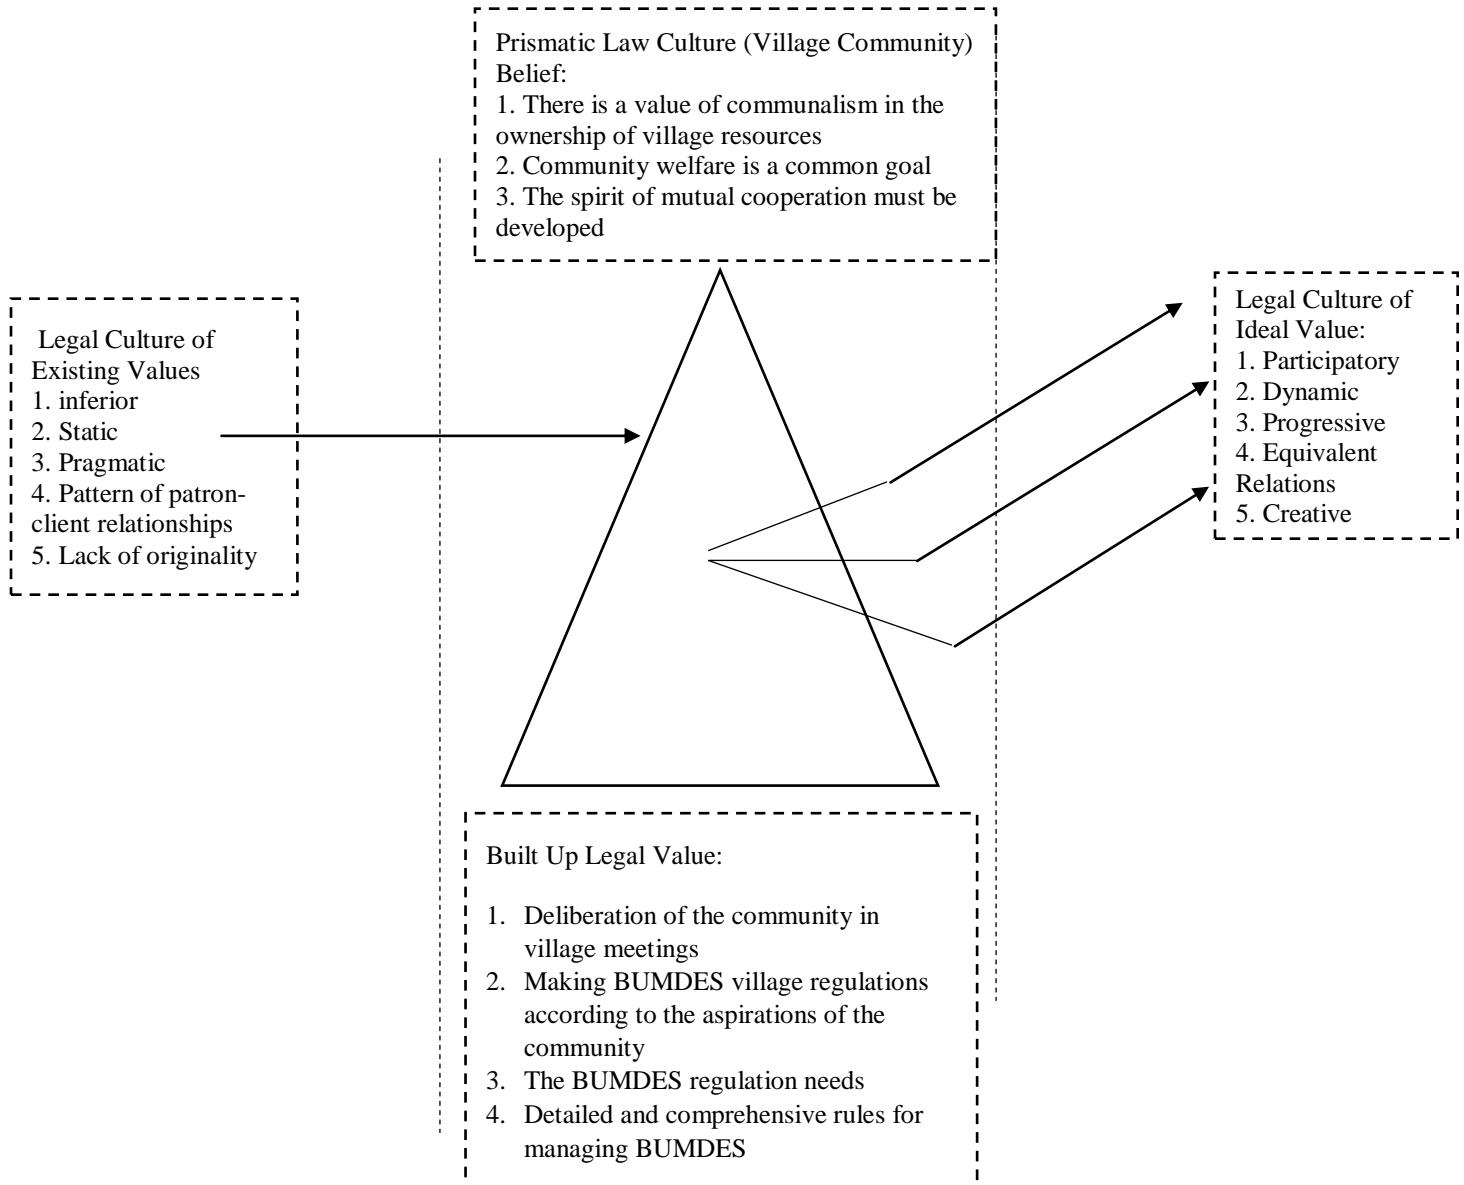 Prismatic Law Culture (Village Community)
Belief:
1. There is a value of communalism in the
ownership of village resources
2. Community welfare is a common goal
3. The spirit of mutual cooperation must be
developed
Legal Culture of
Existing Values
1. inferior
2. Static
3. Pragmatic
4. Pattern of patron-
client relationships
5. Lack of originality
Legal Culture of
Ideal Value:
1. Participatory
2. Dynamic
3. Progressive
4. Equivalent
Relations
5. Creative
Built Up Legal Value:
1. Deliberation of the community in
village meetings
2. Making BUMDES village regulations
according to the aspirations of the
community
3. The BUMDES regulation needs
4. Detailed and comprehensive rules for
managing BUMDES